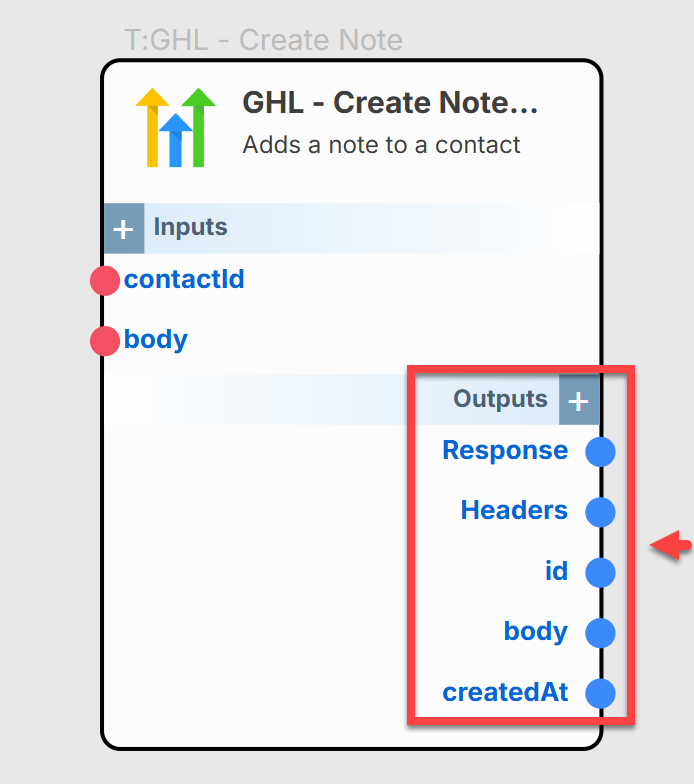 T:GHL - Create Note
GHL - Create Note...
Adds a note to a contact
+ Inputs
contactId
body
Outputs +
Response
Headers
id
body
createdAt